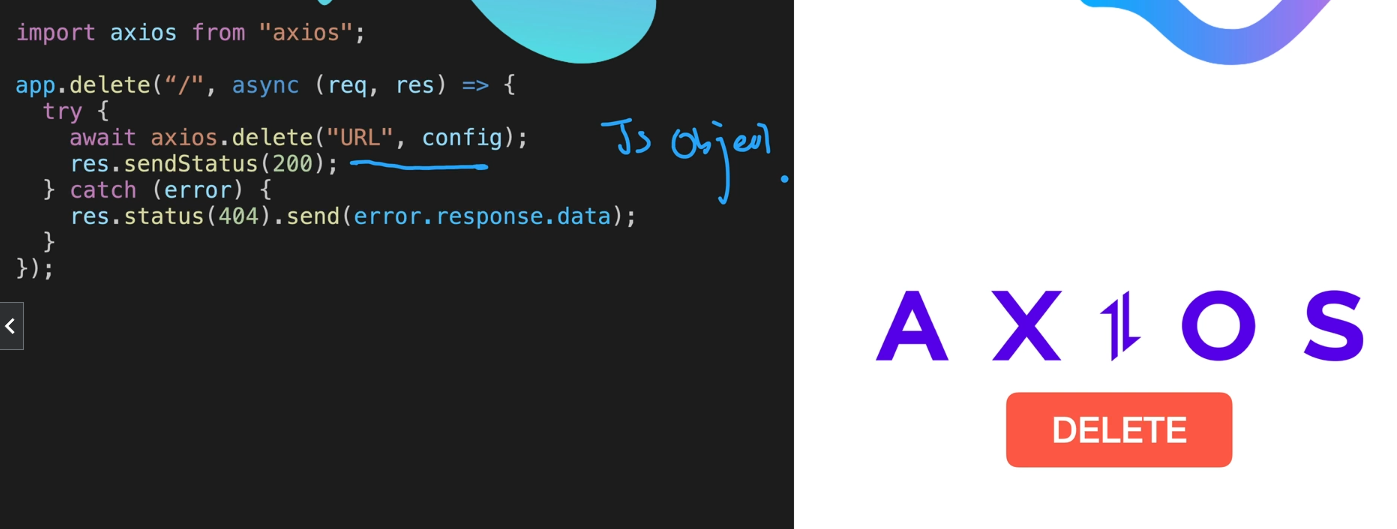 import axios from "axios";
app.delete(“/", async (req, res) => {
try {
await axios.delete("URL", config);
res.sendStatus(200);
} catch (error) {
res.status(404).send(error.response.data);
}
});
Js Object
AXIOS
DELETE